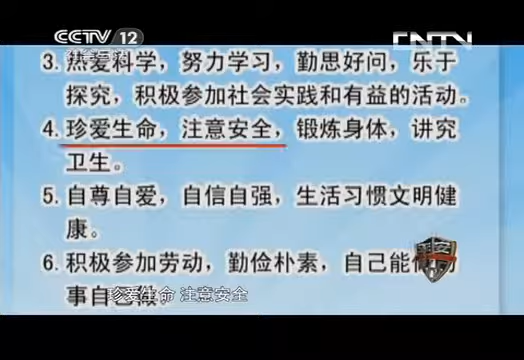 CCTV 12
CNTV
3. 热爱科学，努力学习，勤思好问，乐于
探究，积极参加社会实践和有益的活动。
4. 珍爱生命，注意安全，锻炼身体，讲究
卫生。
5. 自尊自爱，自信自强，生活习惯文明健
康。
6. 积极参加劳动，勤俭朴素，自己能做的
事自己做。
珍爱生命 注意安全